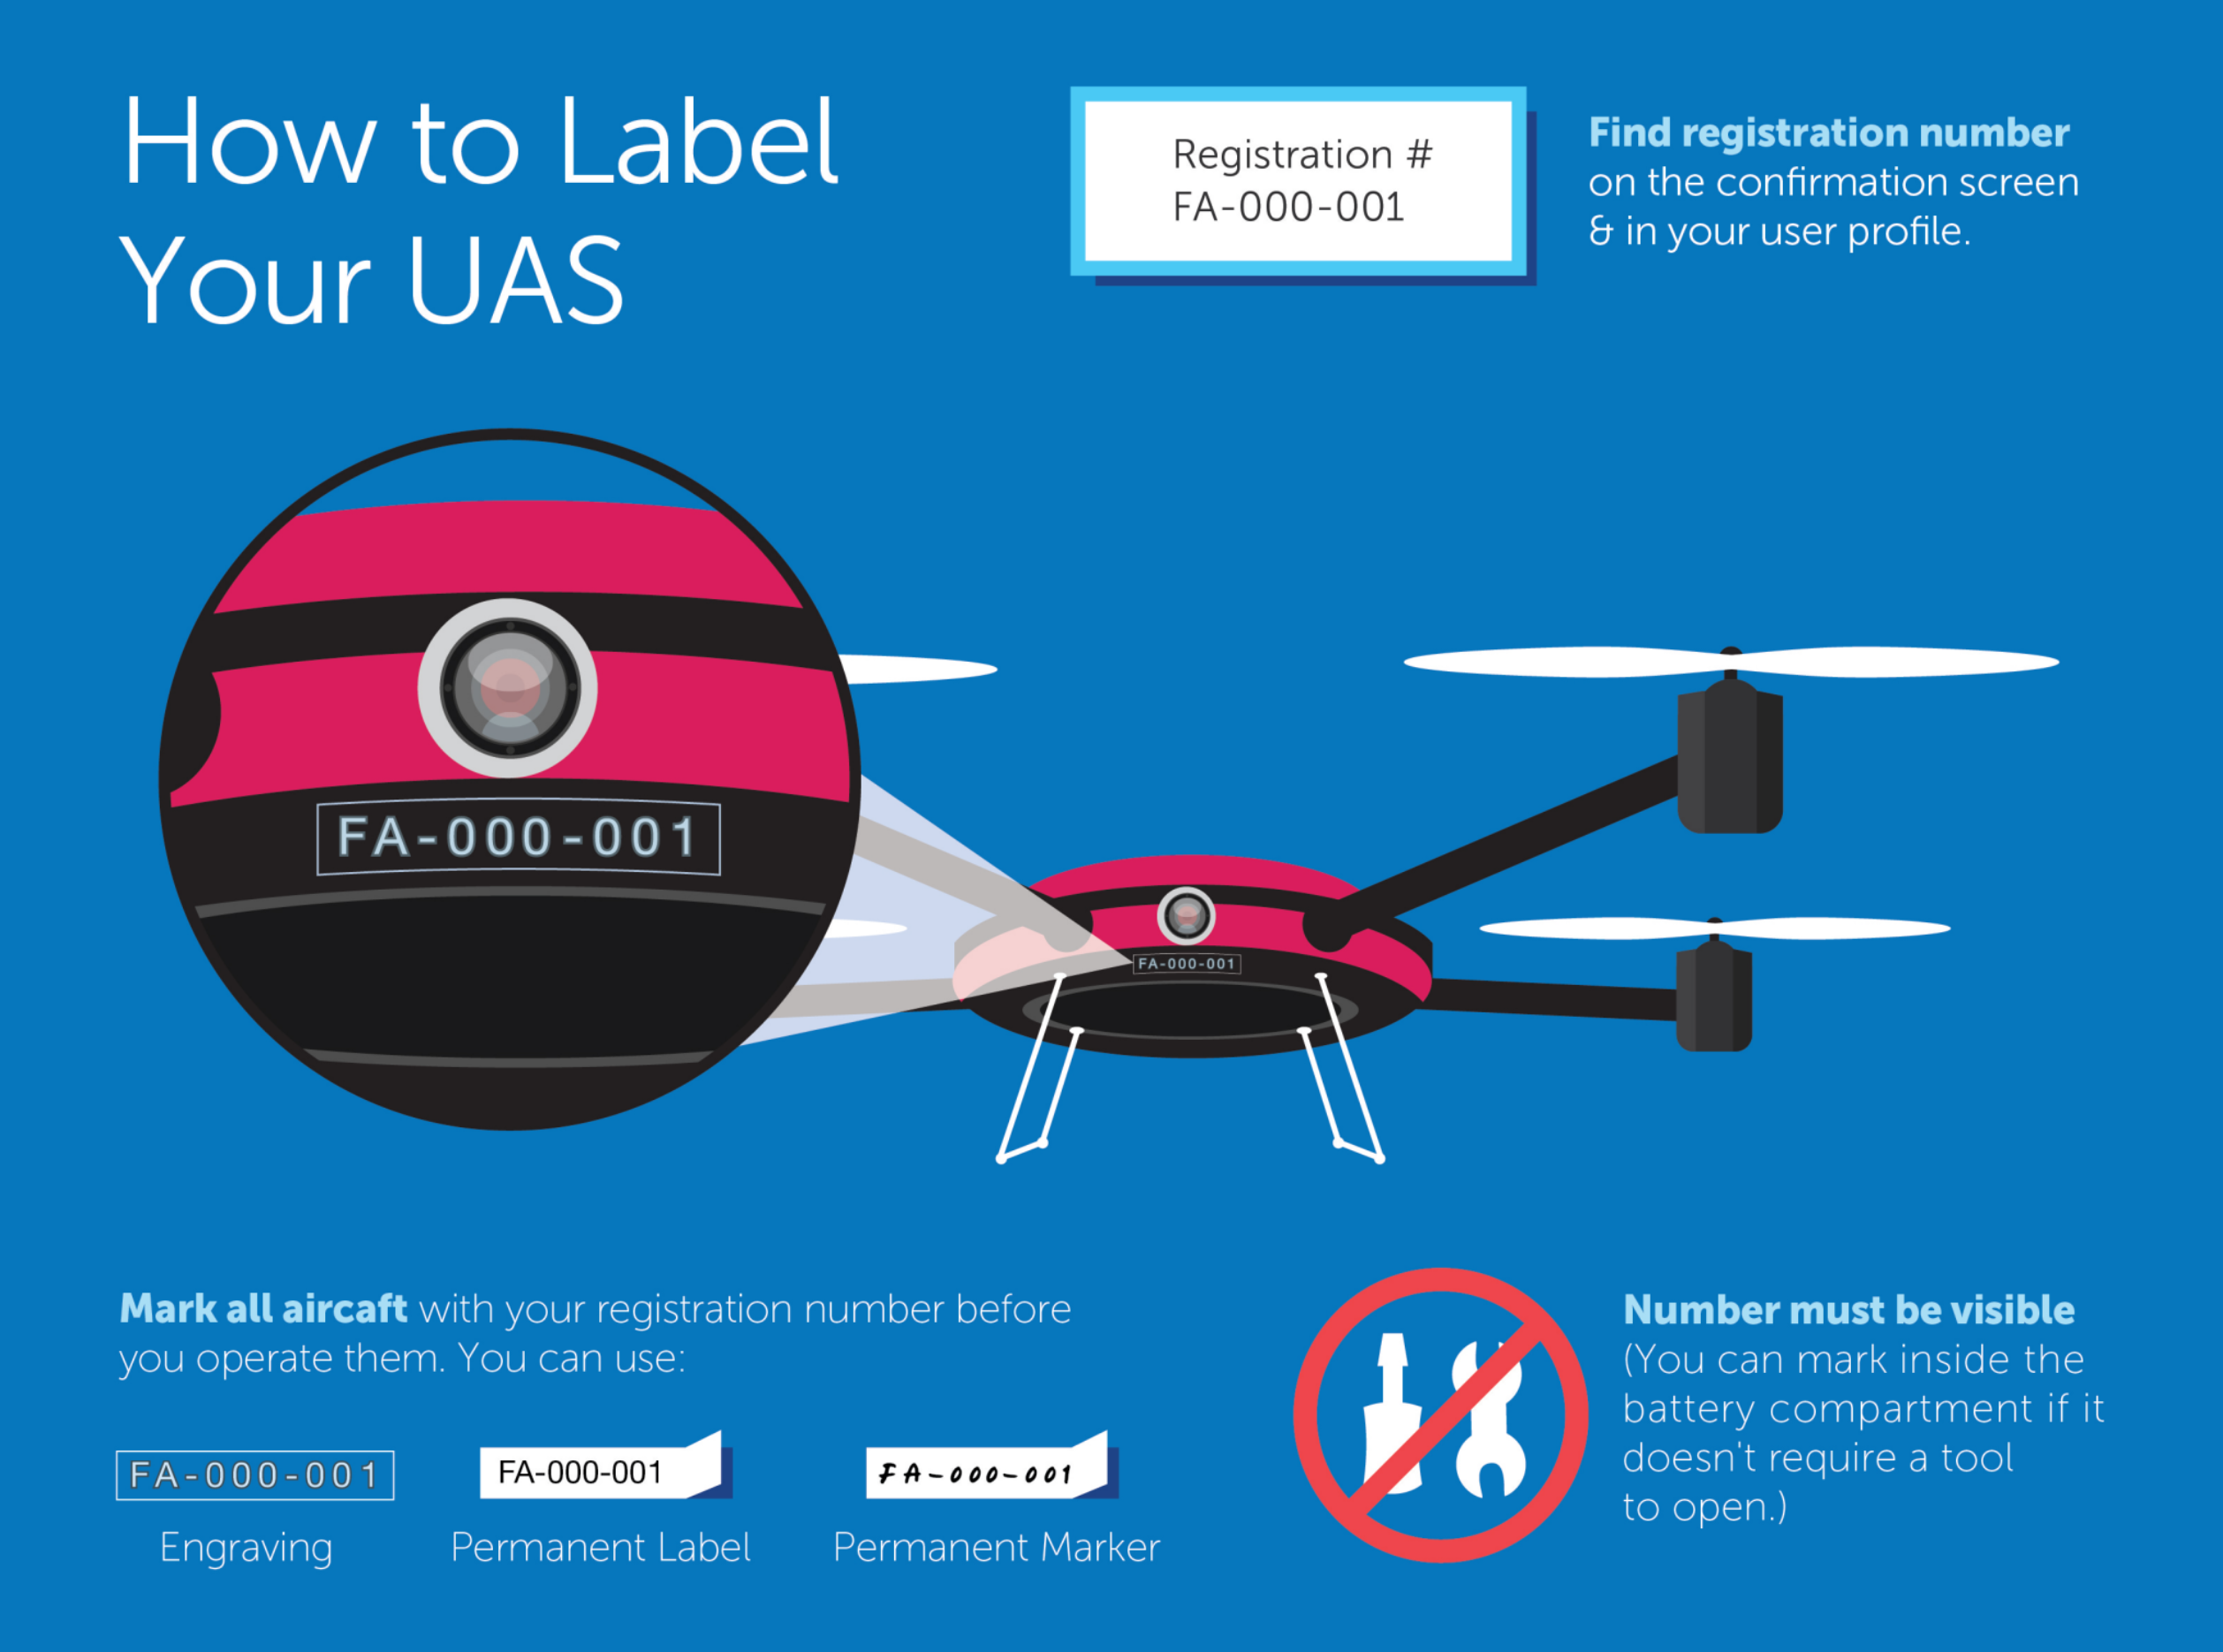 How to Label
Your UAS
Registration #
FA-000-001
Find registration number
on the confirmation screen
& in your user profile.
FA-000-001
FA-000-001
Mark all aircaft with your registration number before
you operate them. You can use:
FA-000-001
Engraving
FA-000-001
Permanent Label
FA-000-001
Permanent Marker
Number must be visible
(You can mark inside the
battery compartment if it
doesn't require a tool
to open.)